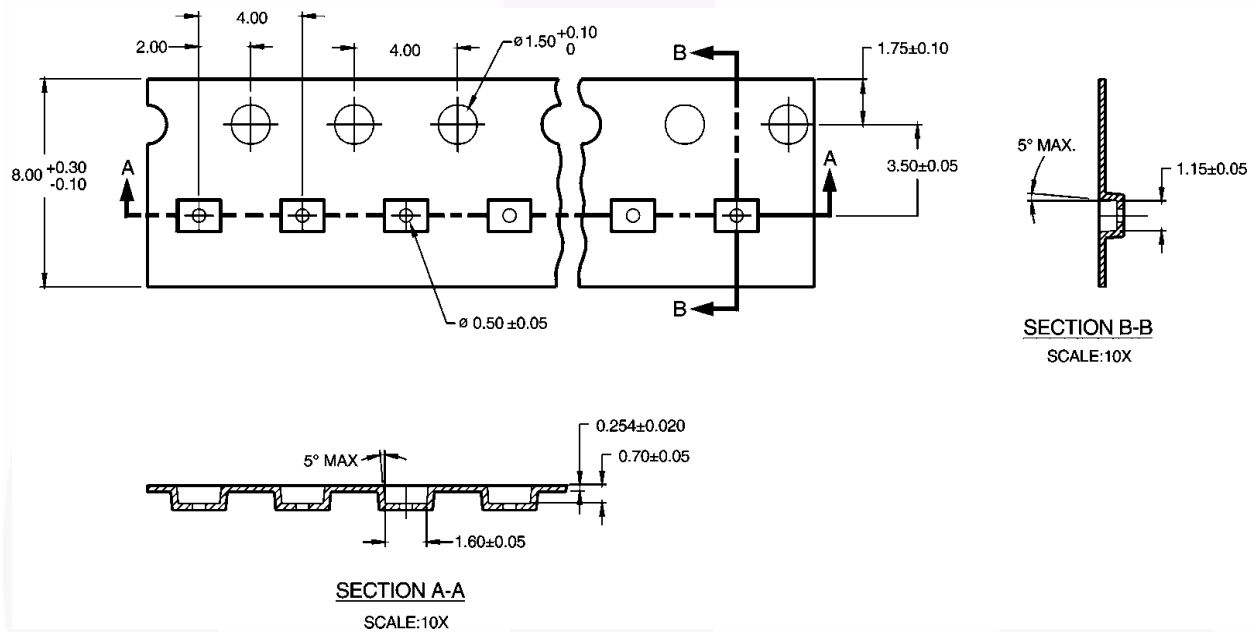 4.00
2.00
4.00
ø1.50 +0.10 0
B
1.75±0.10
8.00 +0.30 -0.10
A
A
3.50±0.05
5° MAX.
1.15±0.05
ø 0.50±0.05
B
SECTION B-B
SCALE:10X
5° MAX
0.254±0.020
0.70±0.05
1.60±0.05
SECTION A-A
SCALE:10X